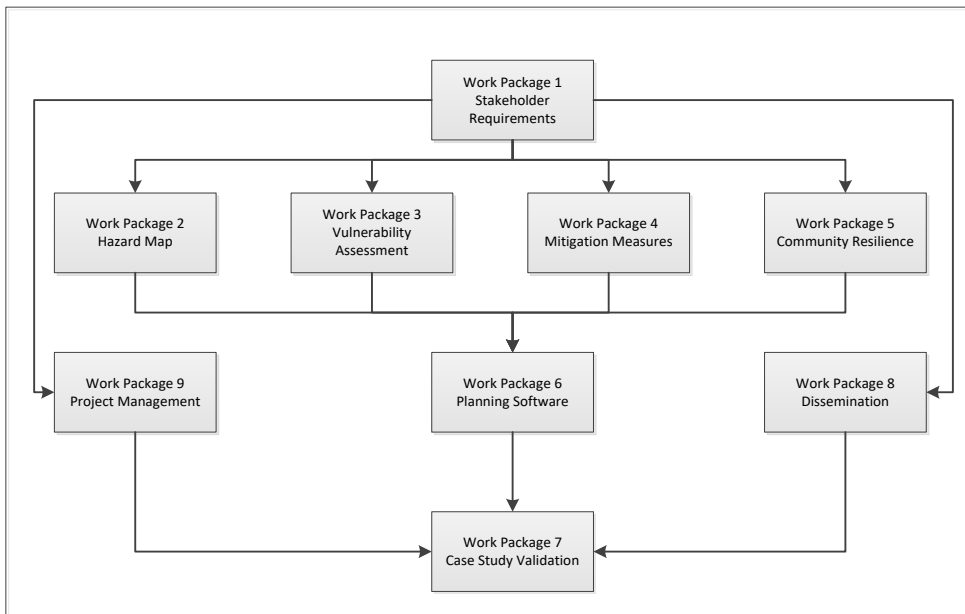 Work Package 1
Stakeholder
Requirements
Work Package 2
Hazard Map
Work Package 3
Vulnerability
Assessment
Work Package 4
Mitigation Measures
Work Package 5
Community Resilience
Work Package 9
Project Management
Work Package 6
Planning Software
Work Package 8
Dissemination
Work Package 7
Case Study Validation